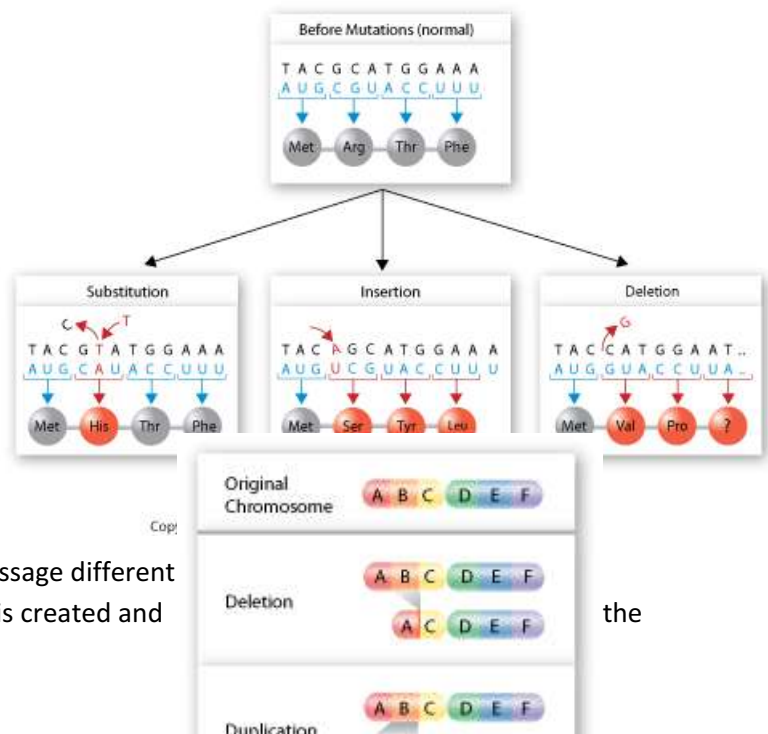 Before Mutations (normal)
T A C G C A T G G A A A
A U G C G U A C C U U U
Met Arg Thr Phe
Substitution
C T
T A C G T A T G G A A A
A U G C A U A C C U U U
Met His Thr Phe
Insertion
T A C A G C A T G G A A A
A U G U C G U A C C U U U
Met Ser Tyr Leu
Deletion
G
T A C C A T G G A A T ..
A U G G U A C C U U A ..
Met Val Pro ?
Copy
ssage different
is created and the
Original
Chromosome
A B C D E F
Deletion
A B C D E F
A C D E F
Duplication
A B C D E F